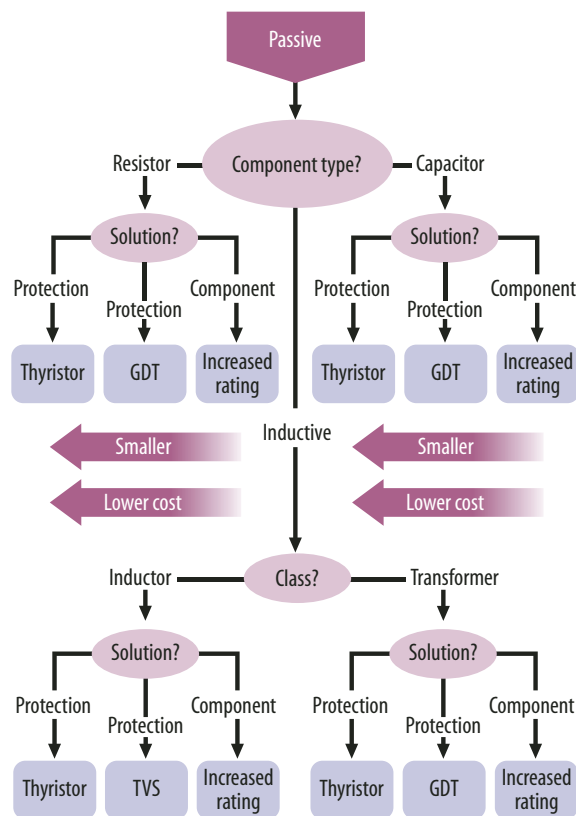 Passive
Resistor
Component type?
Capacitor
Solution?
Solution?
Protection
Protection
Component
Protection
Protection
Component
Thyristor
GDT
Increased
rating
Thyristor
GDT
Increased
rating
Inductive
Smaller
Smaller
Lower cost
Lower cost
Inductor
Class?
Transformer
Solution?
Solution?
Protection
Protection
Component
Protection
Protection
Component
Thyristor
TVS
Increased
rating
Thyristor
GDT
Increased
rating